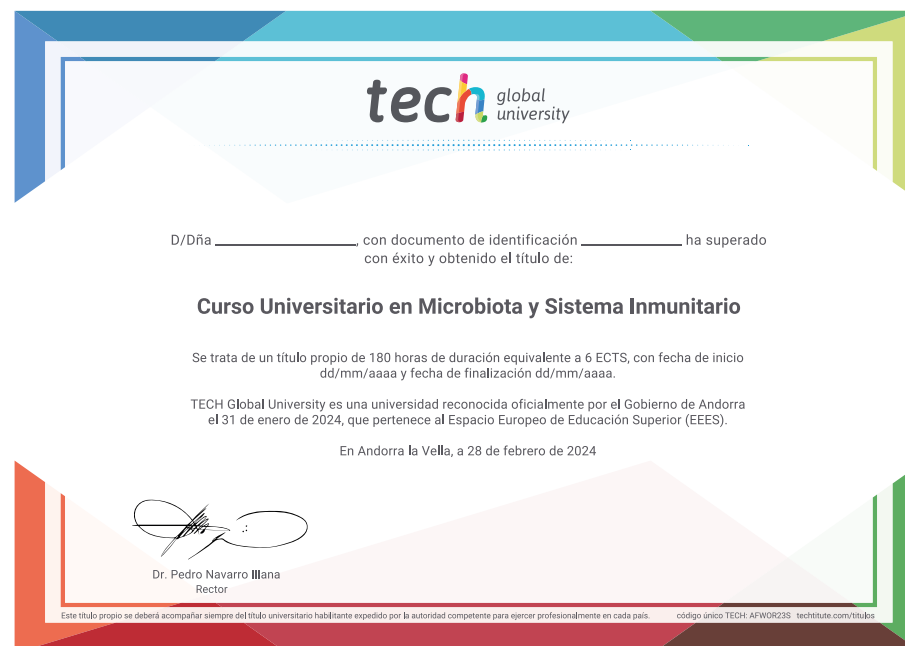 tech global university
D/Dña ____________, con documento de identificación ____________ ha superado
con éxito y obtenido el título de:
Curso Universitario en Microbiota y Sistema Inmunitario
Se trata de un título propio de 180 horas de duración equivalente a 6 ECTS, con fecha de inicio
dd/mm/aaaa y fecha de finalización dd/mm/aaaa.
TECH Global University es una universidad reconocida oficialmente por el Gobierno de Andorra
el 31 de enero de 2024, que pertenece al Espacio Europeo de Educación Superior (EEES).
En Andorra la Vella, a 28 de febrero de 2024
Dr. Pedro Navarro Illana
Rector
Este título propio se deberá acompañar siempre del título universitario habilitante expedido por la autoridad competente para ejercer profesionalmente en cada país. código único TECH: AFWOR23S techtitute.com/titulos